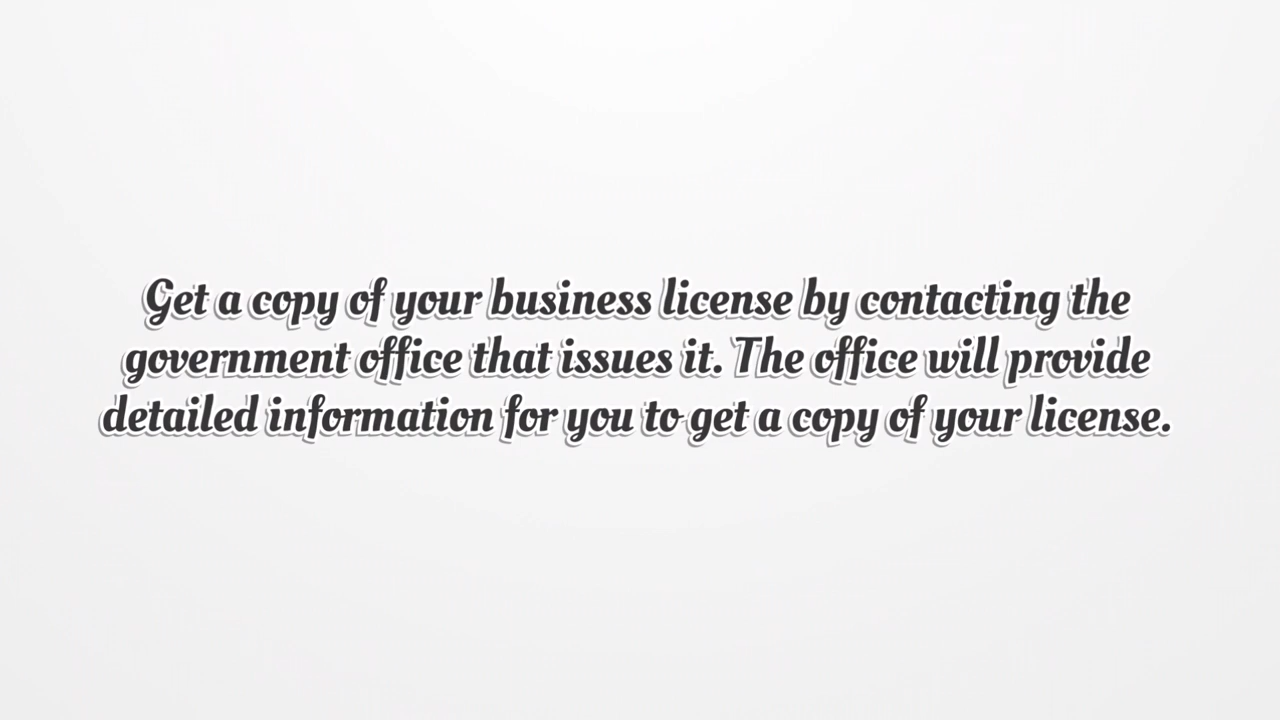 Get a copy of your business license by contacting the
government office that issues it. The office will provide
detailed information for you to get a copy of your license.